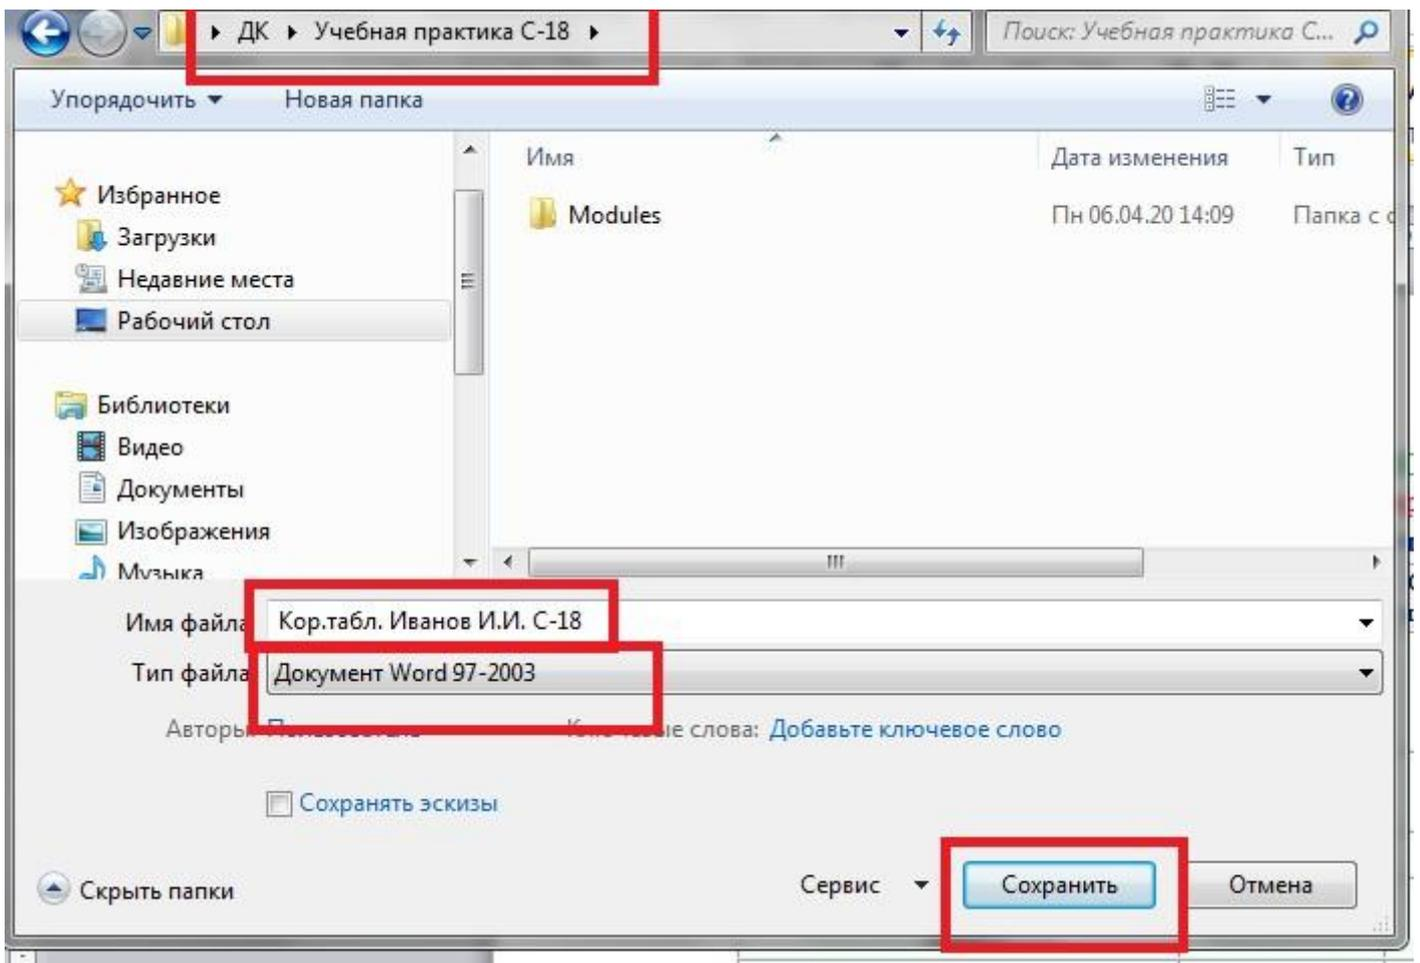 ДК Учебная практика С-18
Поиск: Учебная практика С...
Упорядочить Новая папка
Имя Дата изменения Тип
Избранное
Modules Пн 06.04.20 14:09 Папка с
Загрузки
Недавние места
Рабочий стол
Библиотеки
Видео
Документы
Изображения
Музыка
Имя файла Кор.табл. Иванов И.И. С-18
Тип файла Документ Word 97-2003
Авторы слова: Добавьте ключевое слово
Сохранять эскизы
Скрыть папки Сервис Сохранить Отмена